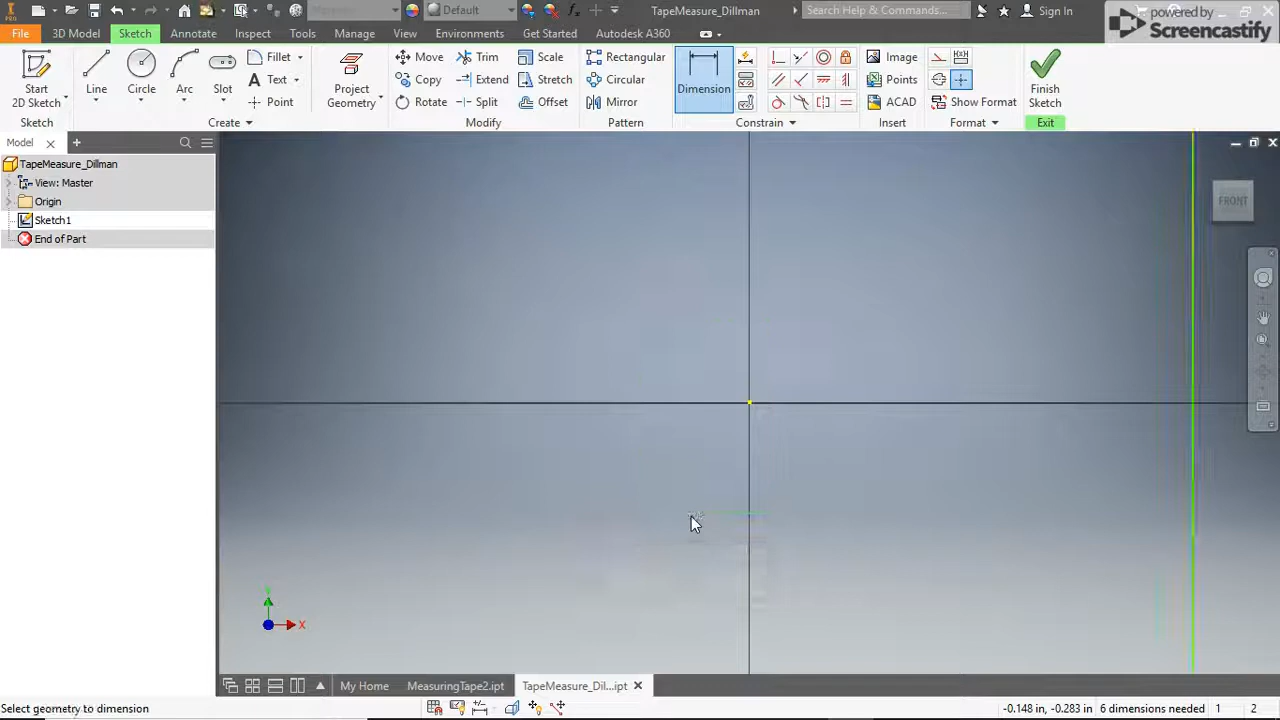 TapeMeasure_Dillman
Search Help & Commands...
Sign In
Default
powered by
Screencastify
File
3D Model
Sketch
Annotate
Inspect
Tools
Manage
View
Environments
Get Started
Autodesk A360
PRO
Start
2D Sketch
Line
Circle
Arc
Slot
Fillet
Text
Point
Project
Geometry
Move
Copy
Rotate
Trim
Extend
Split
Scale
Stretch
Offset
Rectangular
Circular
Mirror
Dimension
Image
Points
ACAD
Show Format
Finish
Sketch
Sketch
Create
Modify
Pattern
Constrain
Insert
Format
Exit
Model
TapeMeasure_Dillman
View: Master
Origin
Sketch1
End of Part
FRONT
X
My Home
MeasuringTape2.ipt
TapeMeasure_Dil...ipt
Select geometry to dimension
-0.148 in, -0.283 in
6 dimensions needed
1
2